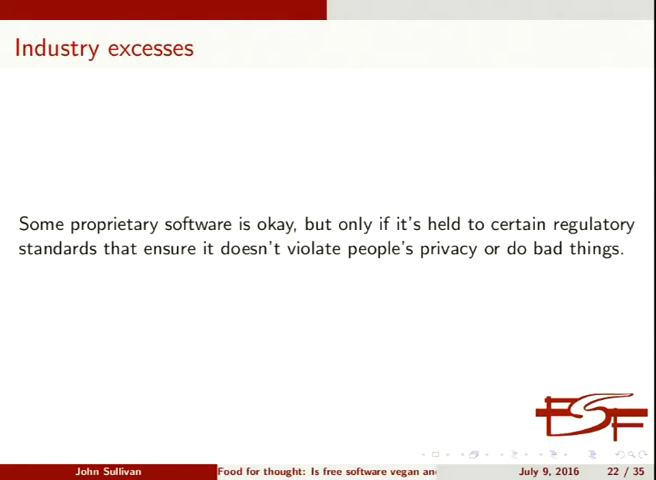 Industry excesses
Some proprietary software is okay, but only if it's held to certain regulatory
standards that ensure it doesn't violate people's privacy or do bad things.
FSF
John Sullivan
Food for thought: Is free software vegan an
July 9, 2016
22 / 35